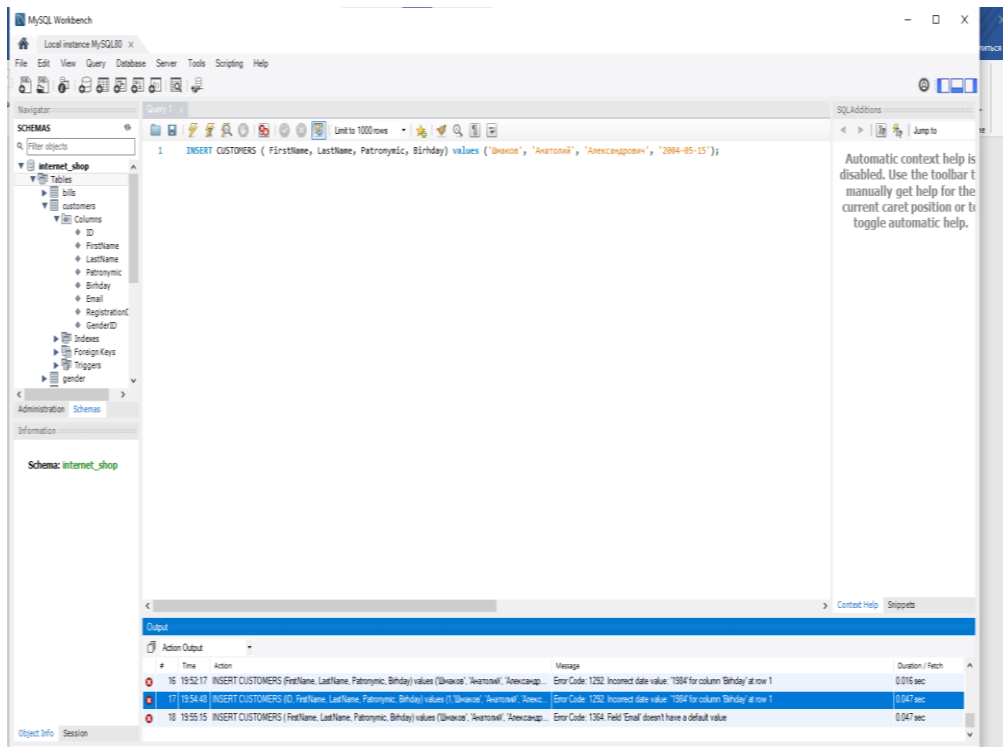 MySQL Workbench
Local instance MySQL80 x
File Edit View Query Database Server Tools Scripting Help
Navigator
Query 1
SQLAdditions
SCHEMAS
Limit to 1000 rows
Jump to
Filter objects
1 INSERT CUSTOMERS ( FirstName, LastName, Patronymic, Birhday) values ('Шмаков', 'Анатолий', 'Александрович', '2004-05-15');
Automatic context help is
disabled. Use the toolbar t
manually get help for the
current caret position or to
toggle automatic help.
internet_shop
Tables
bills
customers
Columns
ID
FirstName
LastName
Patronymic
Birhday
Email
Registration
GenderID
Indexes
Foreign Keys
Triggers
gender
Administration Schemas
Information
Schema: internet_shop
Context Help Snippets
Output
Action Output
# Time Action Message Duration / Fetch
16 19:52:17 INSERT CUSTOMERS (FirstName, LastName, Patronymic, Birhday) values ('Шмаков', 'Анатолий', 'Александр... Error Code: 1292. Incorrect date value: '1984' for column 'Birhday' at row 1 0.016 sec
17 19:54:48 INSERT CUSTOMERS (ID, FirstName, LastName, Patronymic, Birhday) values (1,'Шмаков', 'Анатолий', 'Алекс... Error Code: 1292. Incorrect date value: '1984' for column 'Birhday' at row 1 0.047 sec
18 19:55:15 INSERT CUSTOMERS ( FirstName, LastName, Patronymic, Birhday) values ('Шмаков', 'Анатолий', 'Александр... Error Code: 1364. Field 'Email' doesn't have a default value 0.047 sec
Object Info Session